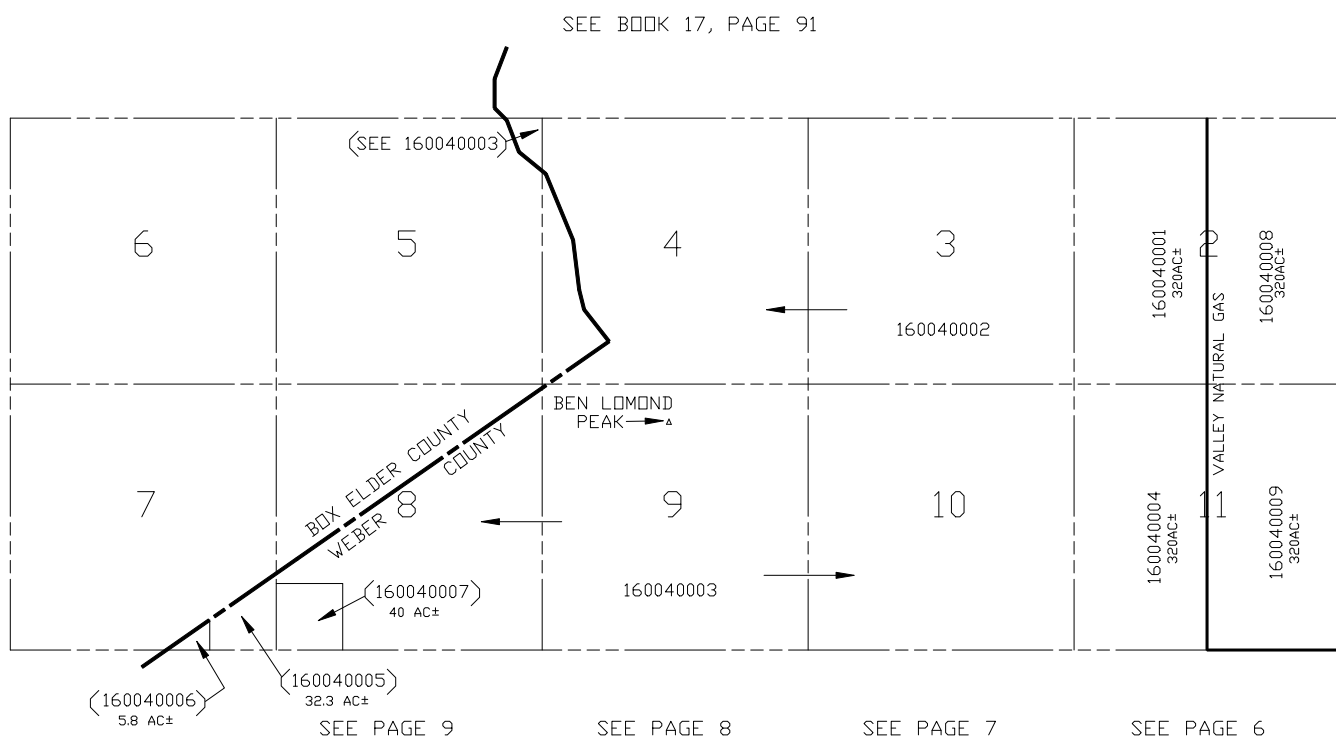 SEE BOOK 17, PAGE 91
(SEE 160040003)
6
5
4
3
2
160040001
320AC±
160040008
320AC±
160040002
VALLEY NATURAL GAS
BEN LOMOND
PEAK
BOX ELDER COUNTY
WEBER COUNTY
7
8
9
10
11
160040004
320AC±
160040009
320AC±
160040003
(160040007)
40 AC±
(160040005)
32.3 AC±
(160040006)
5.8 AC±
SEE PAGE 9
SEE PAGE 8
SEE PAGE 7
SEE PAGE 6